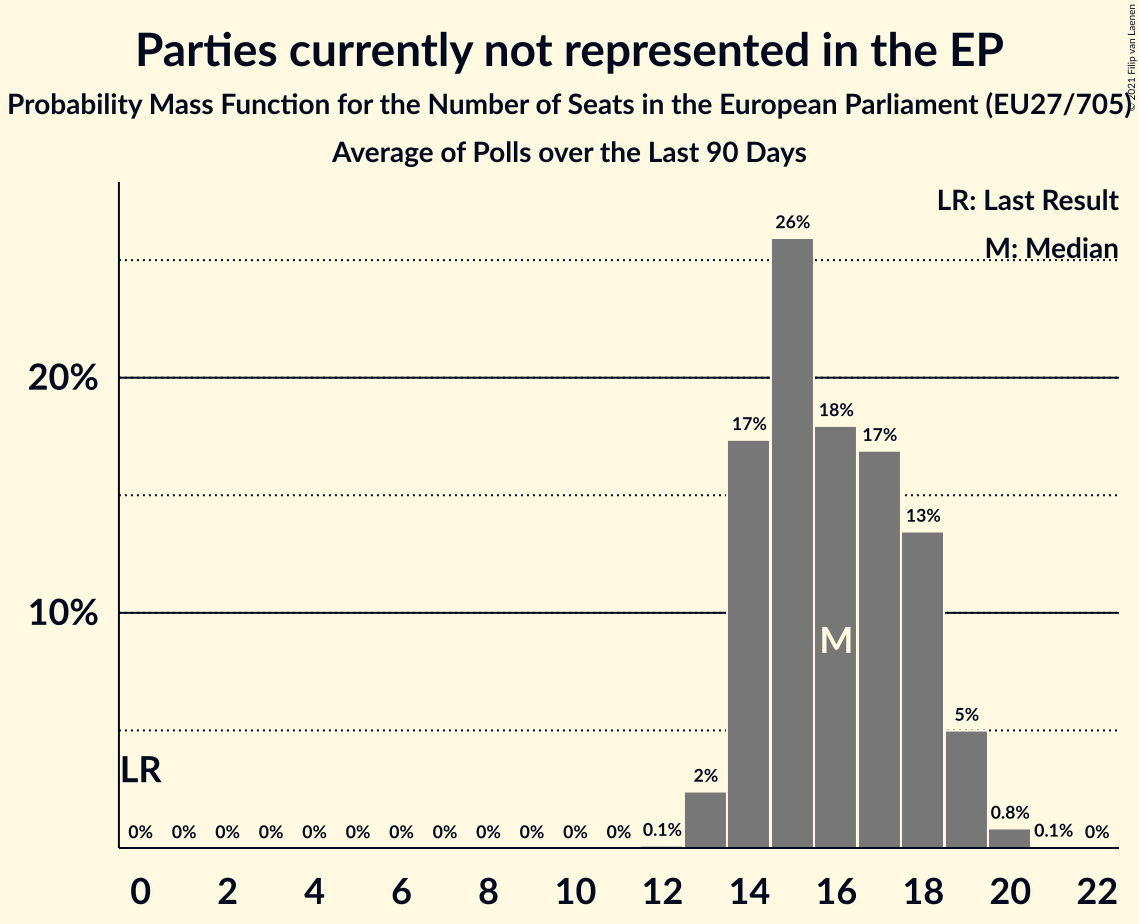 Parties currently not represented in the EP
Probability Mass Function for the Number of Seats in the European Parliament (EU27/705)
Average of Polls over the Last 90 Days
© 2021 Filip van Laenen
LR: Last Result
M: Median
20%
10%
26%
17%
18%
17%
13%
M
5%
2%
LR
0% 0% 0% 0% 0% 0% 0% 0% 0% 0% 0% 0% 0.1% 0.8% 0.1% 0%
0 2 4 6 8 10 12 14 16 18 20 22